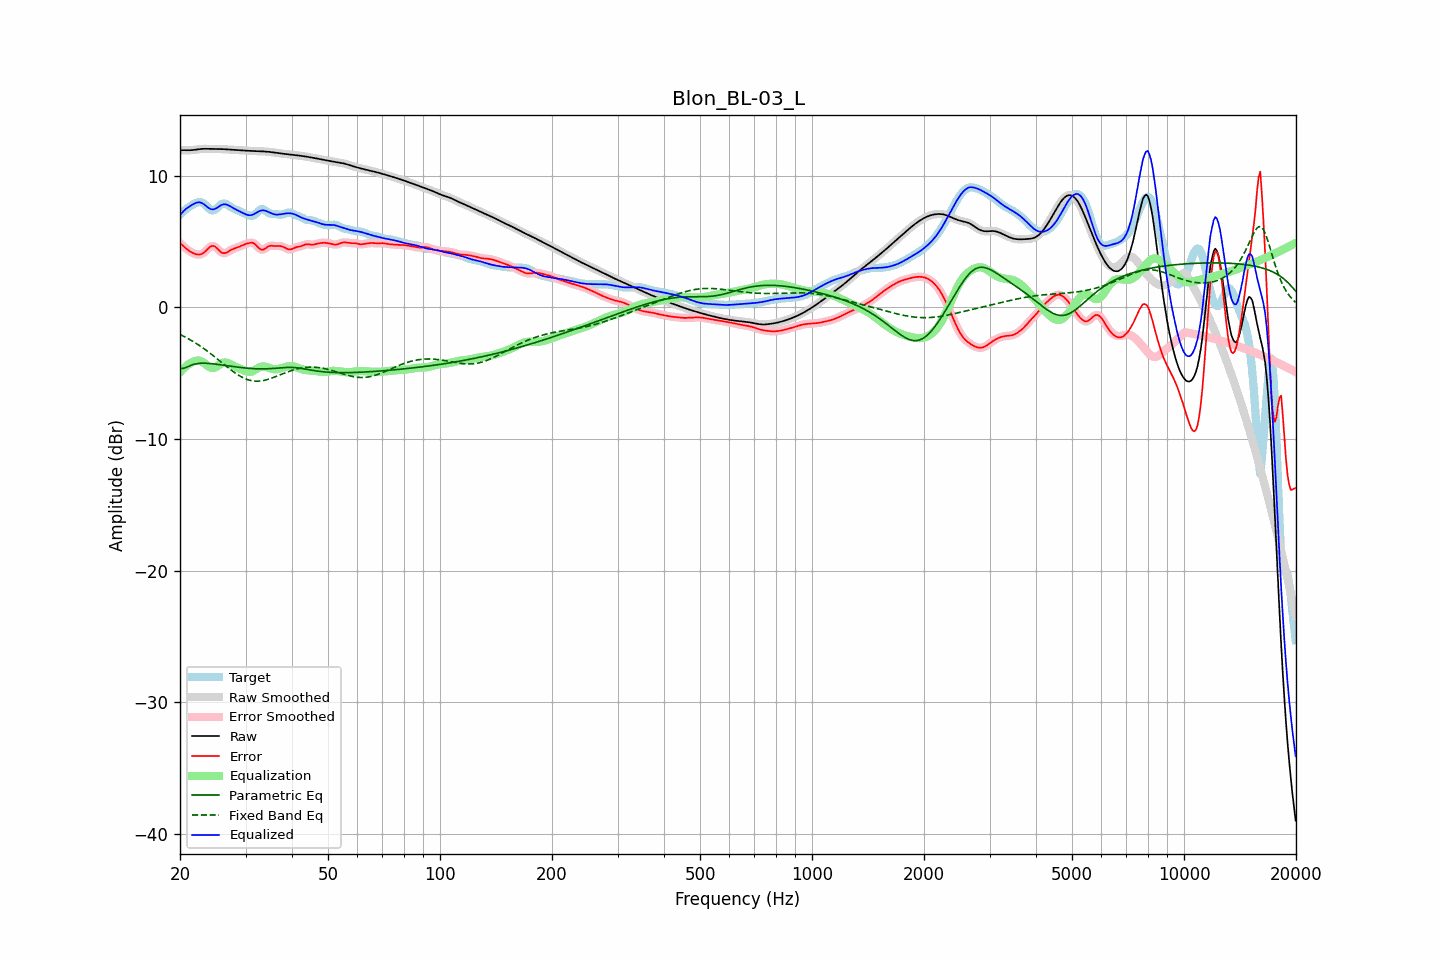 Blon_BL-03_L
Amplitude (dBr)
10
0
−10
−20
−30
−40
Target
Raw Smoothed
Error Smoothed
Raw
Error
Equalization
Parametric Eq
Fixed Band Eq
Equalized
20 50 100 200 500 1000 2000 5000 10000 20000
Frequency (Hz)